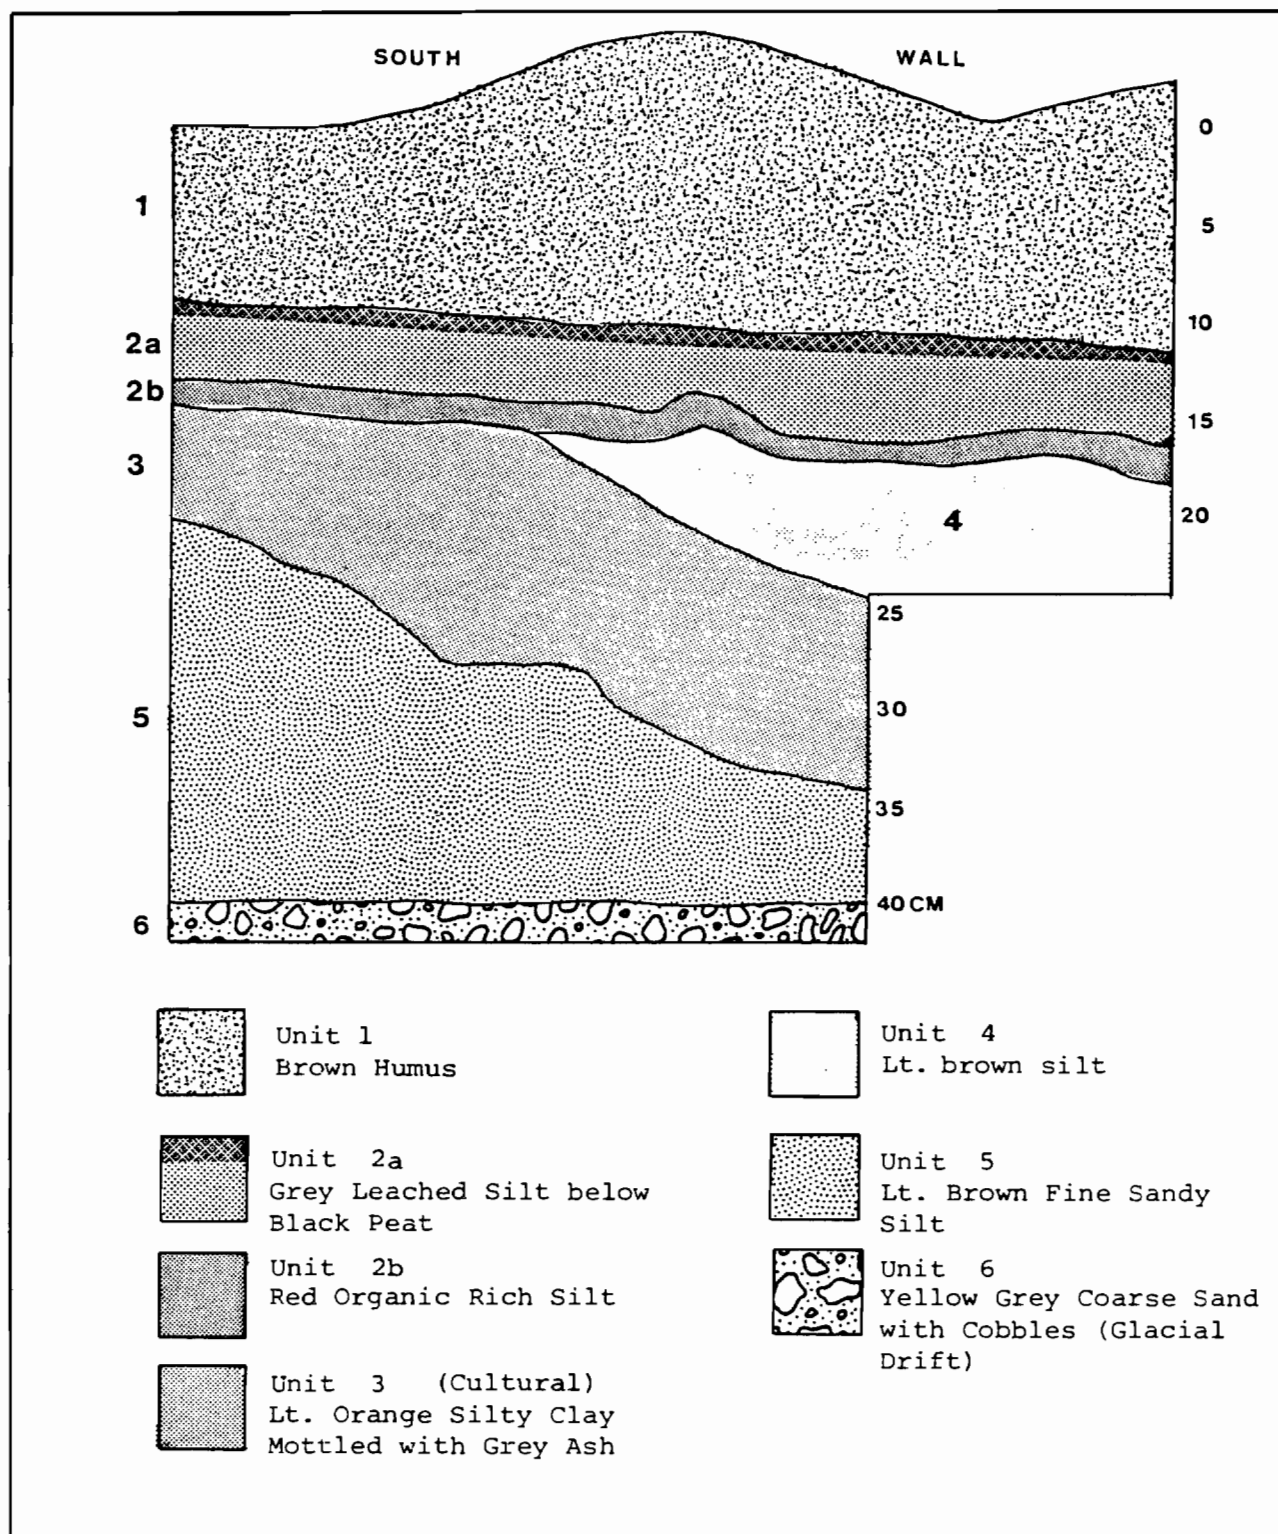 SOUTH WALL
0
1
5
10
2a
2b
15
3
4
20
25
5
30
35
40 CM
6
Unit 1
Brown Humus
Unit 2a
Grey Leached Silt below
Black Peat
Unit 2b
Red Organic Rich Silt
Unit 3 (Cultural)
Lt. Orange Silty Clay
Mottled with Grey Ash
Unit 4
Lt. brown silt
Unit 5
Lt. Brown Fine Sandy
Silt
Unit 6
Yellow Grey Coarse Sand
with Cobbles (Glacial
Drift)